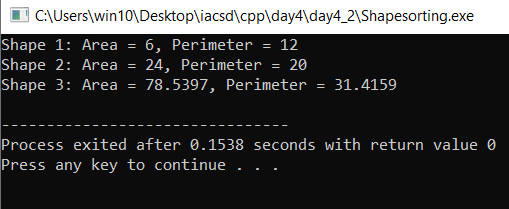 C:\Users\win10\Desktop\iacsd\cpp\day4\day4_2\Shapesorting.exe
Shape 1: Area = 6, Perimeter = 12
Shape 2: Area = 24, Perimeter = 20
Shape 3: Area = 78.5397, Perimeter = 31.4159
--------------------------------
Process exited after 0.1538 seconds with return value 0
Press any key to continue . . .